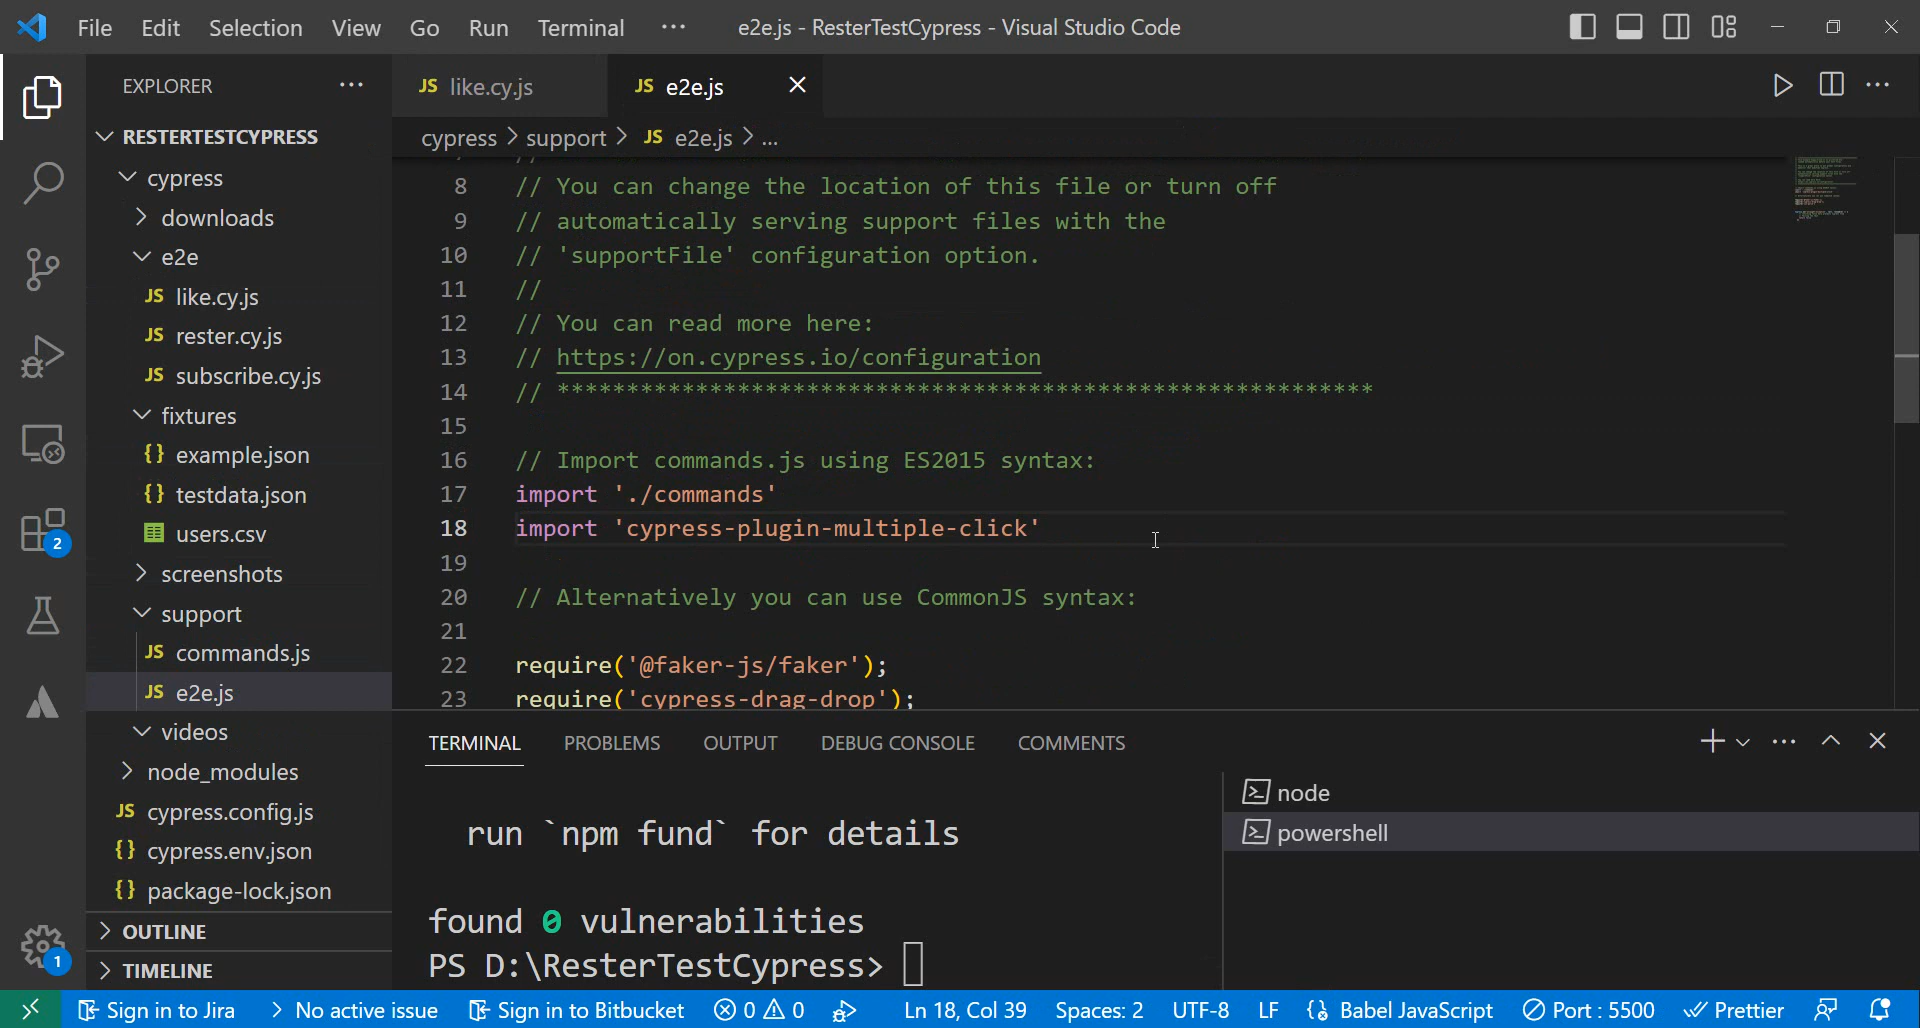 File Edit Selection View Go Run Terminal ··· e2e.js - ResterTestCypress - Visual Studio Code
EXPLORER ···
JS like.cy.js JS e2e.js
RESTERTESTCYPRESS
cypress > support > JS e2e.js > ...
cypress
downloads
e2e
JS like.cy.js
JS rester.cy.js
JS subscribe.cy.js
fixtures
{} example.json
{} testdata.json
users.csv
screenshots
support
JS commands.js
JS e2e.js
videos
node_modules
JS cypress.config.js
{} cypress.env.json
{} package-lock.json
OUTLINE
TIMELINE
2
1
8 // You can change the location of this file or turn off
9 // automatically serving support files with the
10 // 'supportFile' configuration option.
11 //
12 // You can read more here:
13 // https://on.cypress.io/configuration
14 // ***********************************************************
15
16 // Import commands.js using ES2015 syntax:
17 import './commands'
18 import 'cypress-plugin-multiple-click'
19
20 // Alternatively you can use CommonJS syntax:
21
22 require('@faker-js/faker');
23 require('cypress-drag-drop');
TERMINAL PROBLEMS OUTPUT DEBUG CONSOLE COMMENTS
run `npm fund` for details
found 0 vulnerabilities
PS D:\ResterTestCypress>
node
powershell
Sign in to Jira > No active issue Sign in to Bitbucket 0 0 Ln 18, Col 39 Spaces: 2 UTF-8 LF Babel JavaScript Port : 5500 Prettier